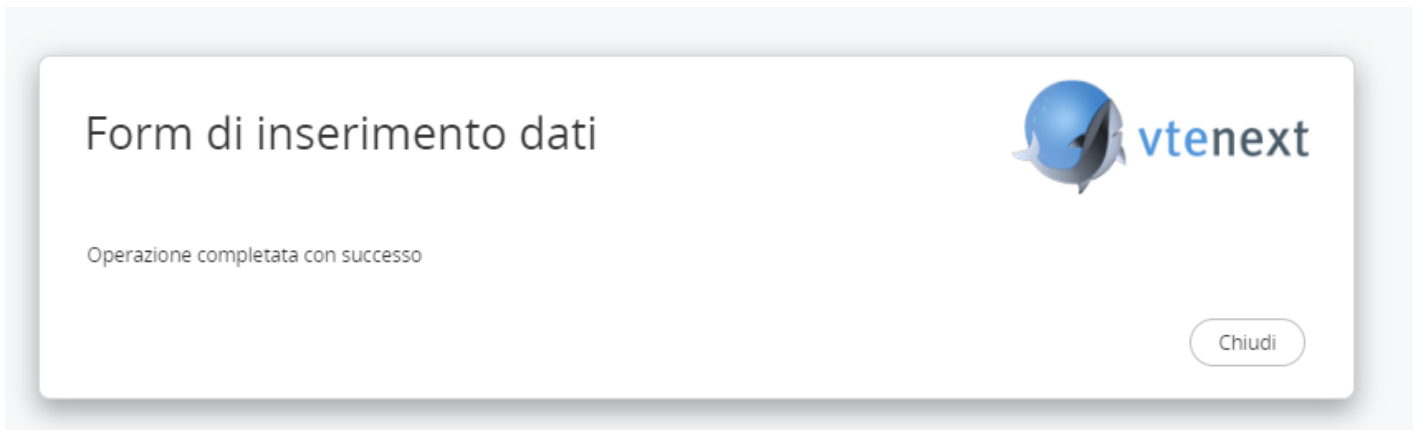 Form di inserimento dati
vtenext
Operazione completata con successo
Chiudi